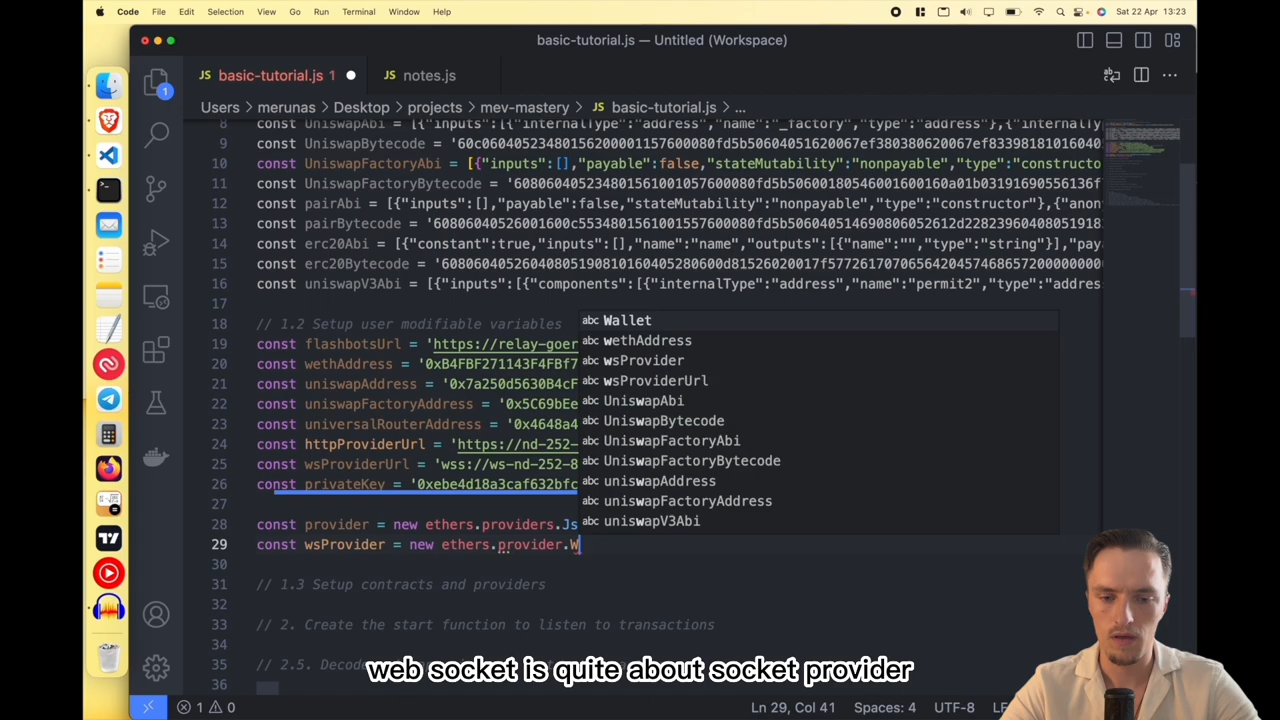 Code File Edit Selection View Go Run Terminal Window Help Sat 22 Apr 13:23
basic-tutorial.js — Untitled (Workspace)
JS basic-tutorial.js 1 JS notes.js
Users > merunas > Desktop > projects > mev-mastery > JS basic-tutorial.js > ...
8 const UniswapAbi = [{"inputs":[{"internalType":"address","name":"_factory","type":"address"},{"internalTy
9 const UniswapBytecode = '60c06040523480156200001157600080fd5b50604051620067ef380380620067ef8339818101604
10 const UniswapFactoryAbi = [{"inputs":[],"payable":false,"stateMutability":"nonpayable","type":"constructo
11 const UniswapFactoryBytecode = '608060405234801561001057600080fd5b50600180546001600160a01b03191690556136f
12 const pairAbi = [{"inputs":[],"payable":false,"stateMutability":"nonpayable","type":"constructor"},{"anon
13 const pairBytecode =
14 const erc20Abi = [{"constant":true,"inputs":[],"name":"name","outputs":[{"name":"","type":"string"}],"pay
15 const erc20Bytecode =
16 const uniswapV3Abi = [{"inputs":[{"components":[{"internalType":"address","name":"permit2","type":"addres
17
18 // 1.2 Setup user modifiable variables
19 const flashbotsUrl = 'https://relay-goer
20 const wethAddress = '0xB4FBF271143F4FBf7
21 const uniswapAddress = '0x7a250d5630B4cF
22 const uniswapFactoryAddress = '0x5C69bEe
23 const universalRouterAddress = '0x4648a4
24 const httpProviderUrl = 'https://nd-252-
25 const wsProviderUrl = 'wss://ws-nd-252-8
26 const privateKey = '0xebe4d18a3caf632bfc
27
28 const provider = new ethers.providers.Js
29 const wsProvider = new ethers.provider.W
30
31 // 1.3 Setup contracts and providers
32
33 // 2. Create the start function to listen to transactions
34
35 // 2.5. Decode
36
abc Wallet
abc wethAddress
abc wsProvider
abc wsProviderUrl
abc UniswapAbi
abc UniswapBytecode
abc UniswapFactoryAbi
abc UniswapFactoryBytecode
abc uniswapAddress
abc uniswapFactoryAddress
abc uniswapV3Abi
web socket is quite about socket provider
1 0 Ln 29, Col 41 Spaces: 4 UTF-8